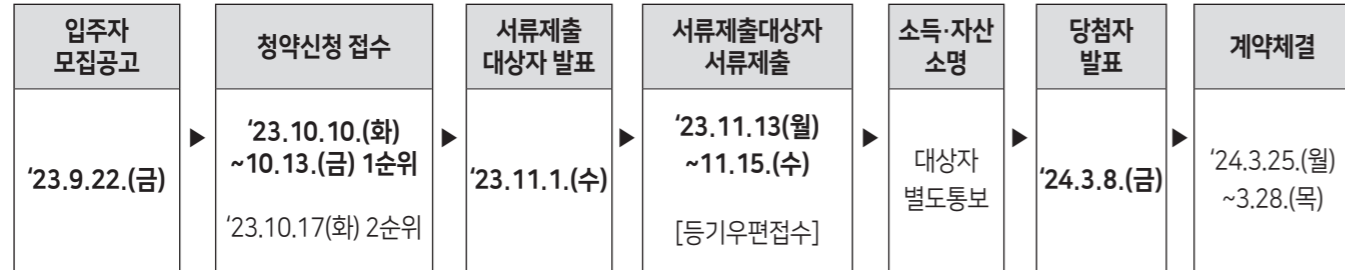 입주자
모집공고
‘23.9.22.(금)
▶
청약신청 접수
‘23.10.10.(화)
~10.13.(금) 1순위
‘23.10.17(화) 2순위
▶
서류제출
대상자 발표
‘23.11.1.(수)
▶
서류제출대상자
서류제출
‘23.11.13(월)
~11.15.(수)
[등기우편접수]
▶
소득·자산
소명
대상자
별도통보
▶
당첨자
발표
‘24.3.8.(금)
▶
계약체결
‘24.3.25.(월)
~3.28.(목)